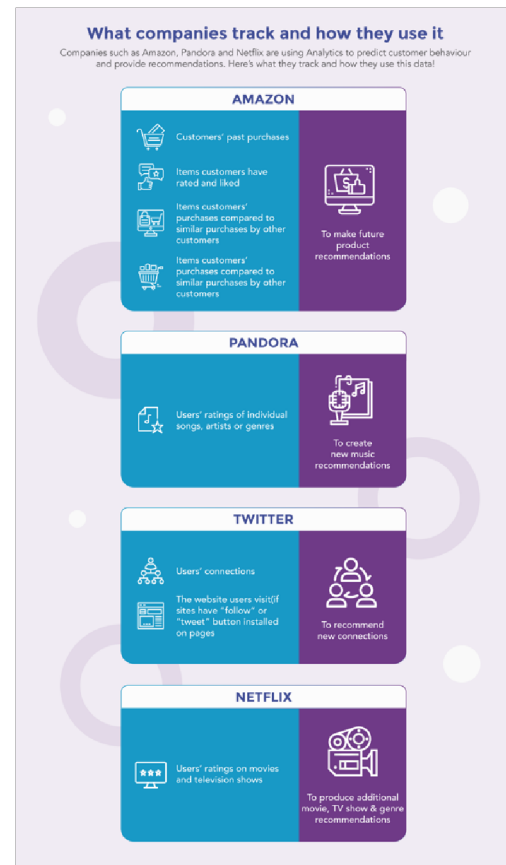 What companies track and how they use it
Companies such as Amazon, Pandora and Netflix are using Analytics to predict customer behaviour
and provide recommendations. Here's what they track and how they use this data!
AMAZON
Customers' past purchases
Items customers have
rated and liked
Items customers'
purchases compared to
similar purchases by other
customers
Items customers'
purchases compared to
similar purchases by other
customers
To make future
product
recommendations
PANDORA
Users' ratings of individual
songs, artists or genres
To create
new music
recommendations
TWITTER
Users' connections
The website users visit(if
sites have "follow" or
"tweet" button installed
on pages
To recommend
new connections
NETFLIX
Users' ratings on movies
and television shows
To produce additional
movie, TV show & genre
recommendations